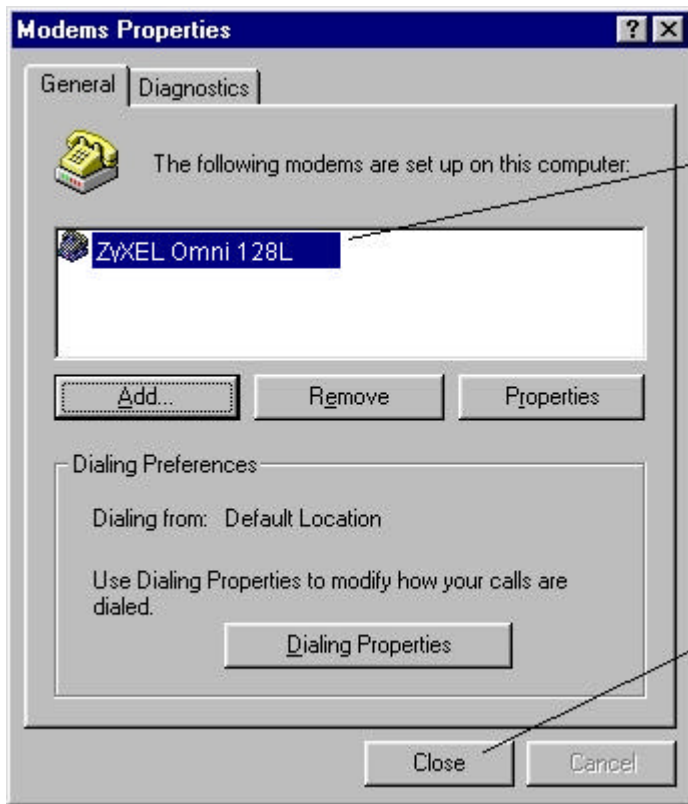 Modems Properties
General Diagnostics
The following modems are set up on this computer:
ZyXEL Omni 128L
Add... Remove Properties
Dialing Preferences
Dialing from: Default Location
Use Dialing Properties to modify how your calls are
dialed.
Dialing Properties
Close Cancel